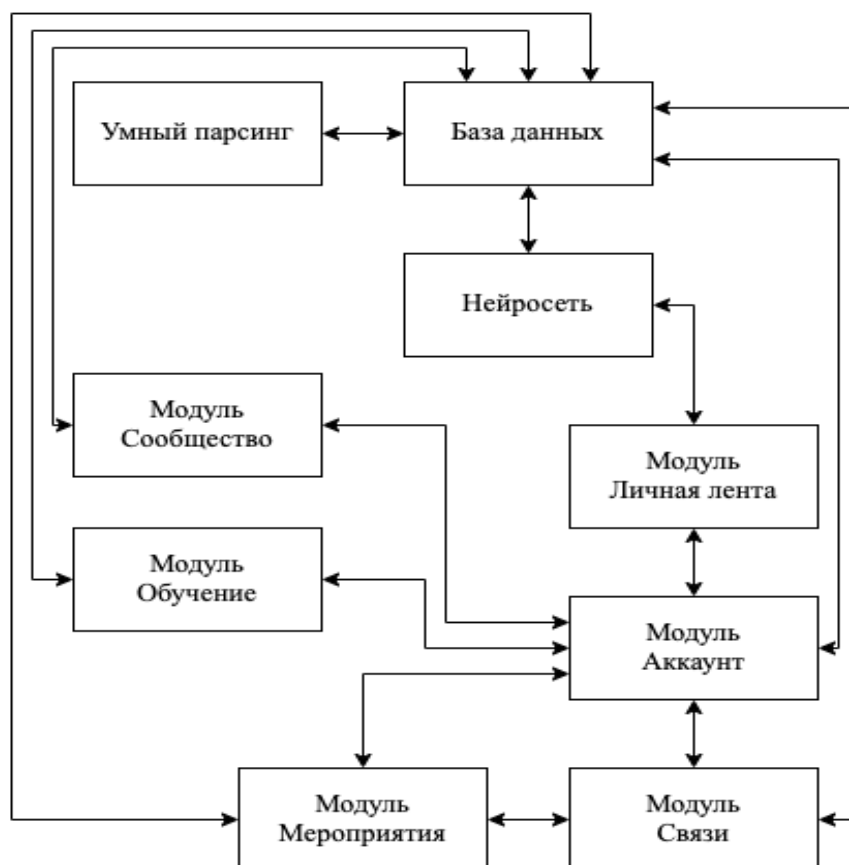 Умный парсинг
База данных
Нейросеть
Модуль
Сообщество
Модуль
Личная лента
Модуль
Обучение
Модуль
Аккаунт
Модуль
Мероприятия
Модуль
Связи